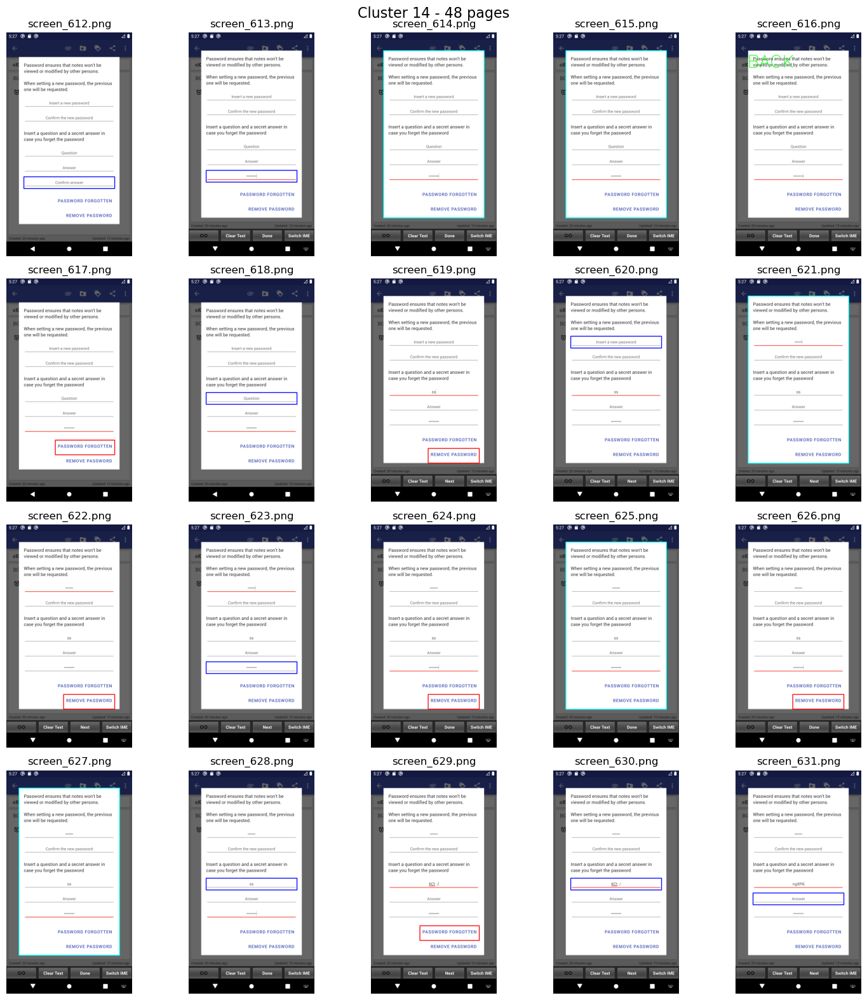 Cluster 14 - 48 pages
screen_612.png
5:27
Password ensures that notes won't be
viewed or modified by other persons.
When setting a new password, the previous
one will be requested.
Insert a new password
Confirm the new password
Insert a question and a secret answer in
case you forget the password
Question
Answer
Confirm answer
PASSWORD FORGOTTEN
REMOVE PASSWORD
Created: 20 minutes ago Updated: 15 minutes ago
screen_613.png
5:27
Password ensures that notes won't be
viewed or modified by other persons.
When setting a new password, the previous
one will be requested.
Insert a new password
Confirm the new password
Insert a question and a secret answer in
case you forget the password
Question
Answer
PASSWORD FORGOTTEN
REMOVE PASSWORD
Created: 20 minutes ago Updated: 15 minutes ago
Clear Text Done Switch IME
screen_614.png
5:27
Password ensures that notes won't be
viewed or modified by other persons.
When setting a new password, the previous
one will be requested.
Insert a new password
Confirm the new password
Insert a question and a secret answer in
case you forget the password
Question
Answer
PASSWORD FORGOTTEN
REMOVE PASSWORD
Created: 20 minutes ago Updated: 15 minutes ago
Clear Text Done Switch IME
screen_615.png
5:27
Password ensures that notes won't be
viewed or modified by other persons.
When setting a new password, the previous
one will be requested.
Insert a new password
Confirm the new password
Insert a question and a secret answer in
case you forget the password
Question
Answer
PASSWORD FORGOTTEN
REMOVE PASSWORD
Created: 20 minutes ago Updated: 15 minutes ago
Clear Text Done Switch IME
screen_616.png
5:27
BACK
Password ensures that notes won't be
viewed or modified by other persons.
When setting a new password, the previous
one will be requested.
Insert a new password
Confirm the new password
Insert a question and a secret answer in
case you forget the password
Question
Answer
PASSWORD FORGOTTEN
REMOVE PASSWORD
Created: 20 minutes ago Updated: 15 minutes ago
Clear Text Done Switch IME
screen_617.png
5:27
Password ensures that notes won't be
viewed or modified by other persons.
When setting a new password, the previous
one will be requested.
Insert a new password
Confirm the new password
Insert a question and a secret answer in
case you forget the password
Question
Answer
PASSWORD FORGOTTEN
REMOVE PASSWORD
Created: 20 minutes ago Updated: 15 minutes ago
screen_618.png
5:27
Password ensures that notes won't be
viewed or modified by other persons.
When setting a new password, the previous
one will be requested.
Insert a new password
Confirm the new password
Insert a question and a secret answer in
case you forget the password
Question
Answer
PASSWORD FORGOTTEN
REMOVE PASSWORD
Created: 20 minutes ago Updated: 15 minutes ago
screen_619.png
5:27
Password ensures that notes won't be
viewed or modified by other persons.
When setting a new password, the previous
one will be requested.
Insert a new password
Confirm the new password
Insert a question and a secret answer in
case you forget the password
ss
Answer
PASSWORD FORGOTTEN
REMOVE PASSWORD
Created: 20 minutes ago Updated: 15 minutes ago
Clear Text Next Switch IME
screen_620.png
5:27
Password ensures that notes won't be
viewed or modified by other persons.
When setting a new password, the previous
one will be requested.
Insert a new password
Confirm the new password
Insert a question and a secret answer in
case you forget the password
ss
Answer
PASSWORD FORGOTTEN
REMOVE PASSWORD
Created: 20 minutes ago Updated: 15 minutes ago
Clear Text Next Switch IME
screen_621.png
5:27
Password ensures that notes won't be
viewed or modified by other persons.
When setting a new password, the previous
one will be requested.
Confirm the new password
Insert a question and a secret answer in
case you forget the password
ss
Answer
PASSWORD FORGOTTEN
REMOVE PASSWORD
Created: 20 minutes ago Updated: 15 minutes ago
Clear Text Next Switch IME
screen_622.png
5:27
Password ensures that notes won't be
viewed or modified by other persons.
When setting a new password, the previous
one will be requested.
Confirm the new password
Insert a question and a secret answer in
case you forget the password
ss
Answer
PASSWORD FORGOTTEN
REMOVE PASSWORD
Created: 20 minutes ago Updated: 15 minutes ago
Clear Text Next Switch IME
screen_623.png
5:27
Password ensures that notes won't be
viewed or modified by other persons.
When setting a new password, the previous
one will be requested.
Confirm the new password
Insert a question and a secret answer in
case you forget the password
ss
Answer
PASSWORD FORGOTTEN
REMOVE PASSWORD
Created: 20 minutes ago Updated: 15 minutes ago
Clear Text Next Switch IME
screen_624.png
5:27
Password ensures that notes won't be
viewed or modified by other persons.
When setting a new password, the previous
one will be requested.
Confirm the new password
Insert a question and a secret answer in
case you forget the password
ss
Answer
PASSWORD FORGOTTEN
REMOVE PASSWORD
Created: 20 minutes ago Updated: 15 minutes ago
Clear Text Done Switch IME
screen_625.png
5:27
Password ensures that notes won't be
viewed or modified by other persons.
When setting a new password, the previous
one will be requested.
Confirm the new password
Insert a question and a secret answer in
case you forget the password
ss
Answer
PASSWORD FORGOTTEN
REMOVE PASSWORD
Created: 20 minutes ago Updated: 15 minutes ago
Clear Text Done Switch IME
screen_626.png
5:27
Password ensures that notes won't be
viewed or modified by other persons.
When setting a new password, the previous
one will be requested.
Confirm the new password
Insert a question and a secret answer in
case you forget the password
ss
Answer
PASSWORD FORGOTTEN
REMOVE PASSWORD
Created: 20 minutes ago Updated: 15 minutes ago
Clear Text Done Switch IME
screen_627.png
5:27
Password ensures that notes won't be
viewed or modified by other persons.
When setting a new password, the previous
one will be requested.
Confirm the new password
Insert a question and a secret answer in
case you forget the password
ss
Answer
PASSWORD FORGOTTEN
REMOVE PASSWORD
Created: 20 minutes ago Updated: 15 minutes ago
Clear Text Done Switch IME
screen_628.png
5:27
Password ensures that notes won't be
viewed or modified by other persons.
When setting a new password, the previous
one will be requested.
Confirm the new password
Insert a question and a secret answer in
case you forget the password
ss
Answer
PASSWORD FORGOTTEN
REMOVE PASSWORD
Created: 20 minutes ago Updated: 15 minutes ago
Clear Text Done Switch IME
screen_629.png
5:27
Password ensures that notes won't be
viewed or modified by other persons.
When setting a new password, the previous
one will be requested.
Confirm the new password
Insert a question and a secret answer in
case you forget the password
KCt ./
Answer
PASSWORD FORGOTTEN
REMOVE PASSWORD
Created: 20 minutes ago Updated: 15 minutes ago
Clear Text Next Switch IME
screen_630.png
5:27
Password ensures that notes won't be
viewed or modified by other persons.
When setting a new password, the previous
one will be requested.
Confirm the new password
Insert a question and a secret answer in
case you forget the password
KCt ./
Answer
PASSWORD FORGOTTEN
REMOVE PASSWORD
Created: 20 minutes ago Updated: 15 minutes ago
Clear Text Next Switch IME
screen_631.png
5:27
Password ensures that notes won't be
viewed or modified by other persons.
When setting a new password, the previous
one will be requested.
Confirm the new password
Insert a question and a secret answer in
case you forget the password
ngXPA
Answer
PASSWORD FORGOTTEN
REMOVE PASSWORD
Created: 20 minutes ago Updated: 15 minutes ago
Clear Text Next Switch IME